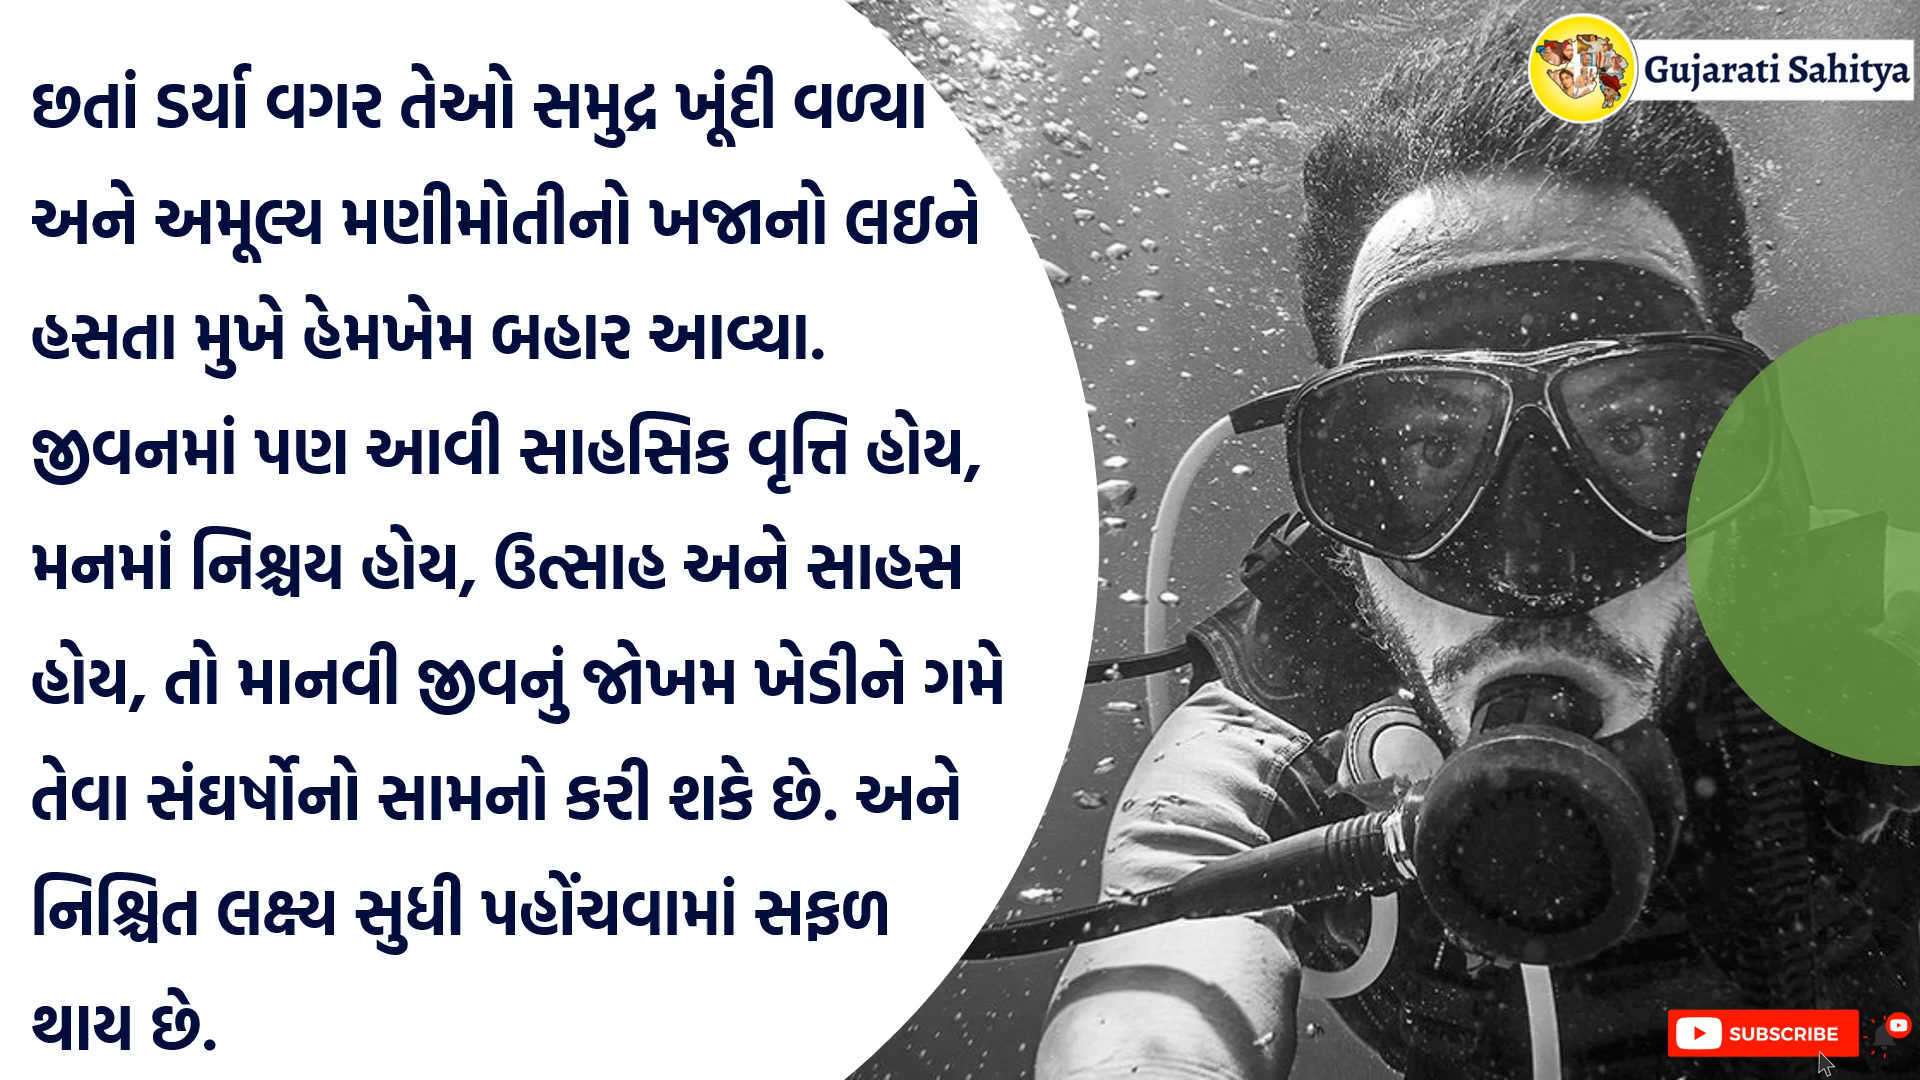 છતાં ડર્યા વગર તેઓ સમુદ્ર ખૂંદી વળ્યા
અને અમૂલ્ય મણીમોતીનો ખજાનો લઇને
હસતા મુખે હેમખેમ બહાર આવ્યા.
જીવનમાં પણ આવી સાહસિક વૃત્તિ હોય,
મનમાં નિશ્ચય હોય, ઉત્સાહ અને સાહસ
હોય, તો માનવી જીવનું જોખમ ખેડીને ગમે
તેવા સંઘર્ષોનો સામનો કરી શકે છે. અને
નિશ્ચિત લક્ષ્ય સુધી પહોંચવામાં સફળ
થાય છે.
Gujarati Sahitya
SUBSCRIBE